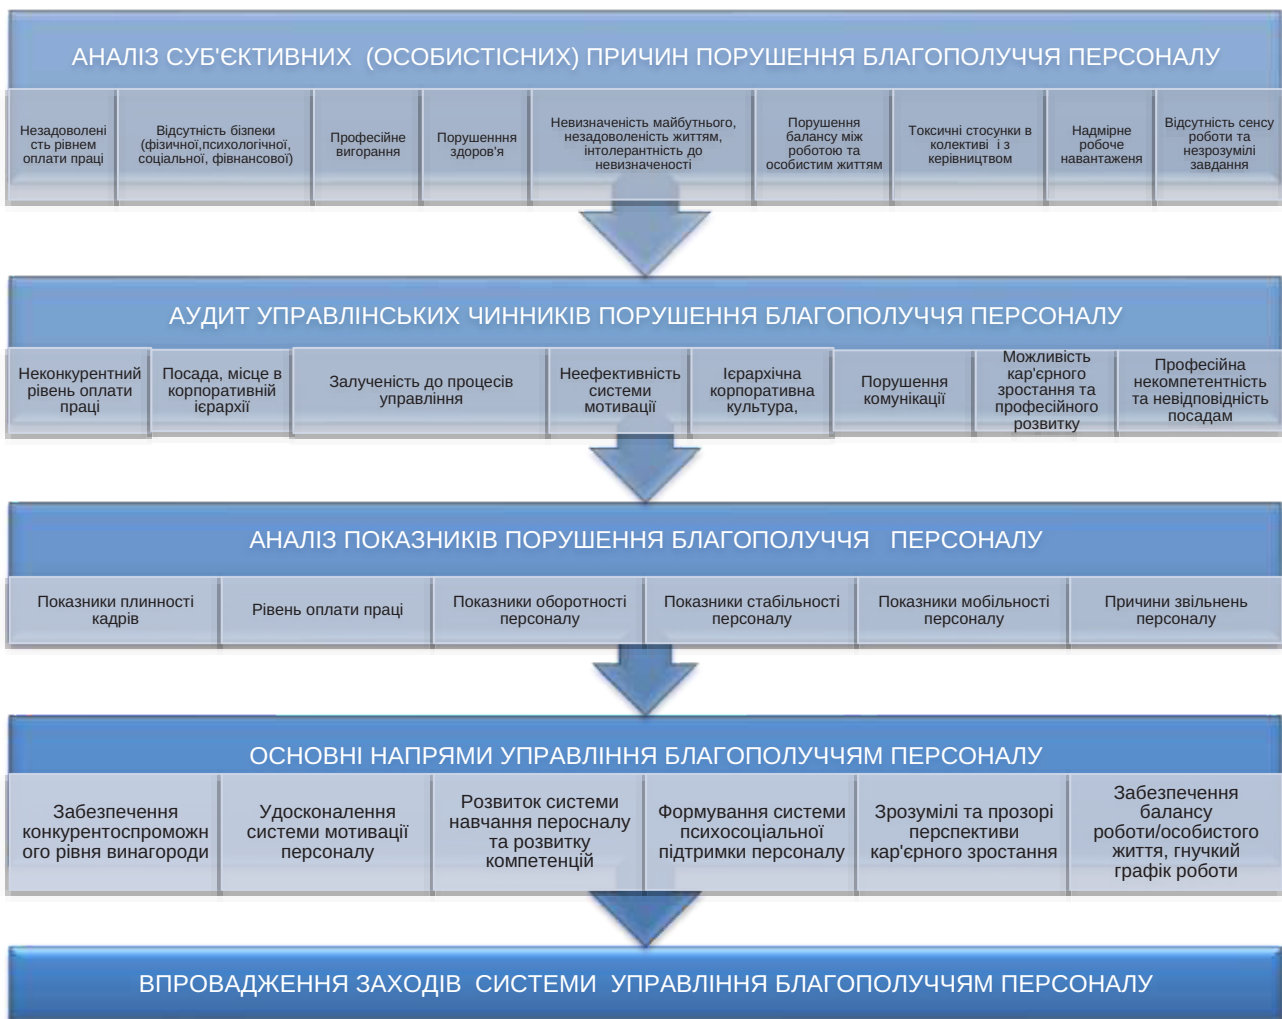 АНАЛІЗ СУБ'ЄКТИВНИХ (ОСОБИСТІСНИХ) ПРИЧИН ПОРУШЕННЯ БЛАГОПОЛУЧЧЯ ПЕРСОНАЛУ
Незадоволені
сть рівнем
оплати праці
Відсутність бізпеки
(фізичної,психологічної,
соціальної, фівнансової)
Професійне
вигорання
Порушенння
здоров'я
Невизначеність майбутнього,
незадоволеність життям,
інтолерантність до
невизначеності
Порушення
балансу між
роботою та
особистим життям
Токсичні стосунки в
колективі і з
керівництвом
Надмірне
робоче
навантаженя
Відсутність сенсу
роботи та
незрозумілі
завдання
АУДИТ УПРАВЛІНСЬКИХ ЧИННИКІВ ПОРУШЕННЯ БЛАГОПОЛУЧЧЯ ПЕРСОНАЛУ
Неконкурентний
рівень оплати
праці
Посада, місце в
корпоративній
ієрархії
Залученість до процесів
управління
Неефективність
системи
мотивації
Ієрархічна
корпоративна
культура,
Порушення
комунікації
Можливість
кар'єрного
зростання та
професійного
розвитку
Професійна
некомпетентність
та невідповідність
посадам
АНАЛІЗ ПОКАЗНИКІВ ПОРУШЕННЯ БЛАГОПОЛУЧЧЯ ПЕРСОНАЛУ
Показники плинності
кадрів
Рівень оплати праці
Показники оборотності
персоналу
Показники стабільності
персоналу
Показники мобільності
персоналу
Причини звільнень
персоналу
ОСНОВНІ НАПРЯМИ УПРАВЛІННЯ БЛАГОПОЛУЧЧЯМ ПЕРСОНАЛУ
Забезпечення
конкурентоспроможн
ого рівня винагороди
Удосконалення
системи мотивації
персоналу
Розвиток системи
навчання перосналу
та розвитку
компетенцій
Формування системи
психосоціальної
підтримки персоналу
Зрозумілі та прозорі
перспективи
кар'єрного зростання
Забезпечення
балансу
роботи/особистого
життя, гнучкий
графік роботи
ВПРОВАДЖЕННЯ ЗАХОДІВ СИСТЕМИ УПРАВЛІННЯ БЛАГОПОЛУЧЧЯМ ПЕРСОНАЛУ